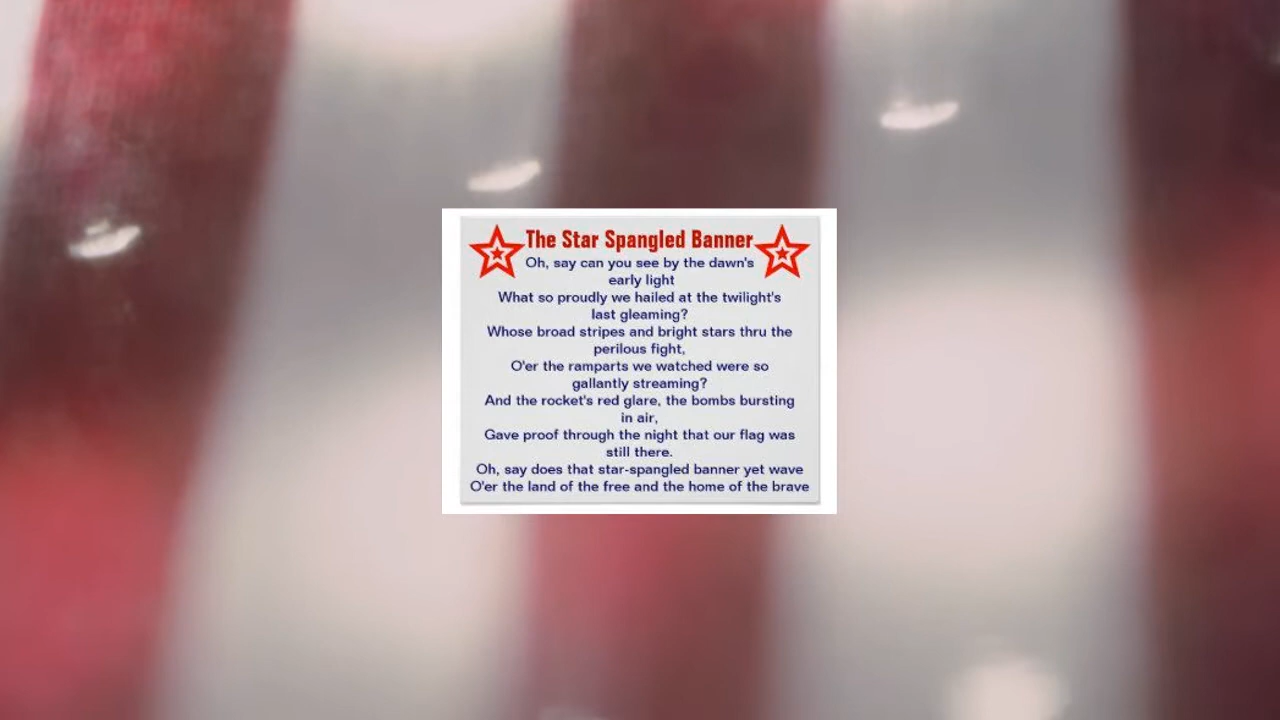 The Star Spangled Banner
Oh, say can you see by the dawn's
early light
What so proudly we hailed at the twilight's
last gleaming?
Whose broad stripes and bright stars thru the
perilous fight,
O'er the ramparts we watched were so
gallantly streaming?
And the rocket's red glare, the bombs bursting
in air,
Gave proof through the night that our flag was
still there.
Oh, say does that star-spangled banner yet wave
O'er the land of the free and the home of the brave